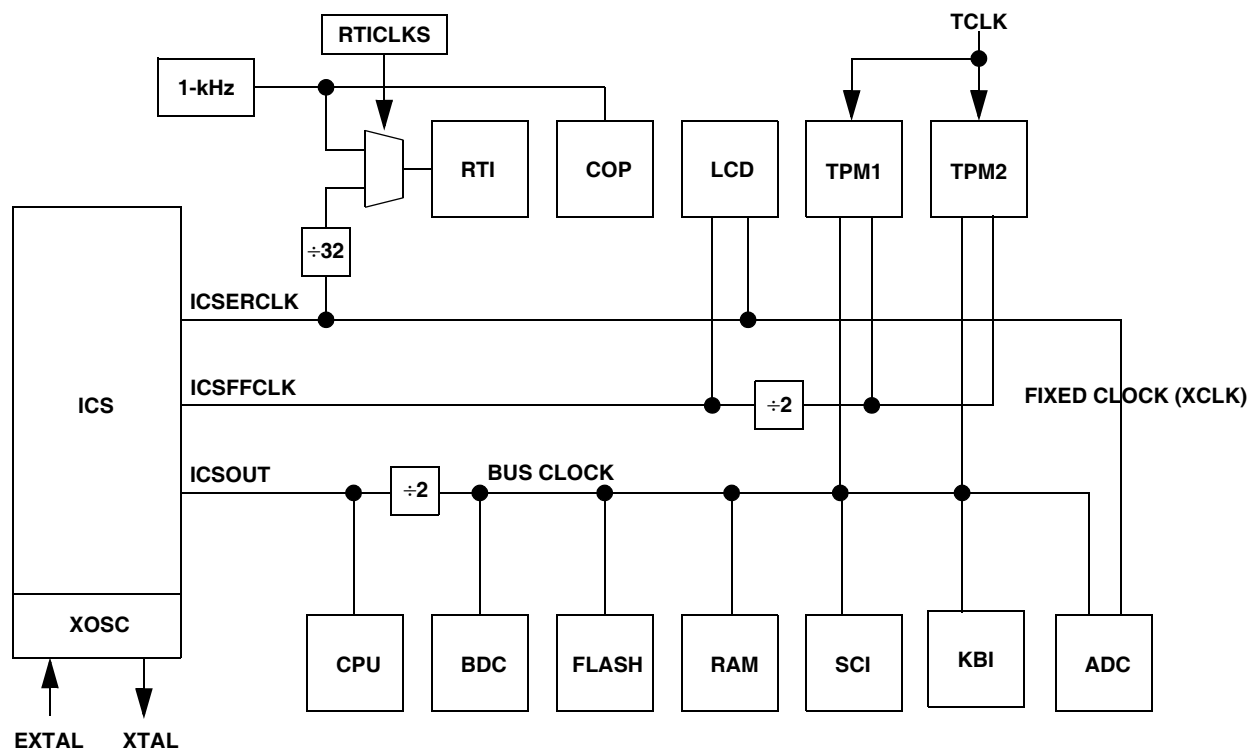 RTICLKS
TCLK
1-kHz
RTI
COP
LCD
TPM1
TPM2
÷32
ICSERCLK
ICS
ICSFFCLK
÷2
FIXED CLOCK (XCLK)
ICSOUT
÷2
BUS CLOCK
XOSC
CPU
BDC
FLASH
RAM
SCI
KBI
ADC
EXTAL
XTAL